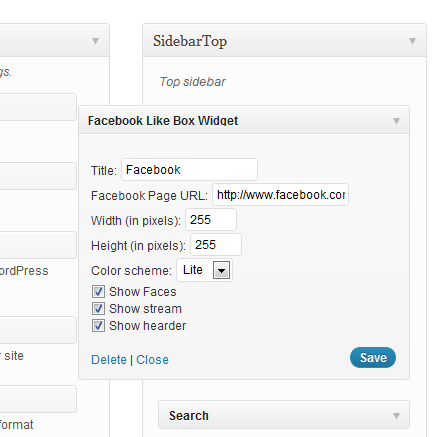 SidebarTop
gs.
Top sidebar
Facebook Like Box Widget
Title: Facebook
Facebook Page URL: http://www.facebook.cor
Width (in pixels): 255
Height (in pixels): 255
Color scheme: Lite
ordPress
Show Faces
Show stream
Show hearder
r site
Delete | Close
Save
Search
format